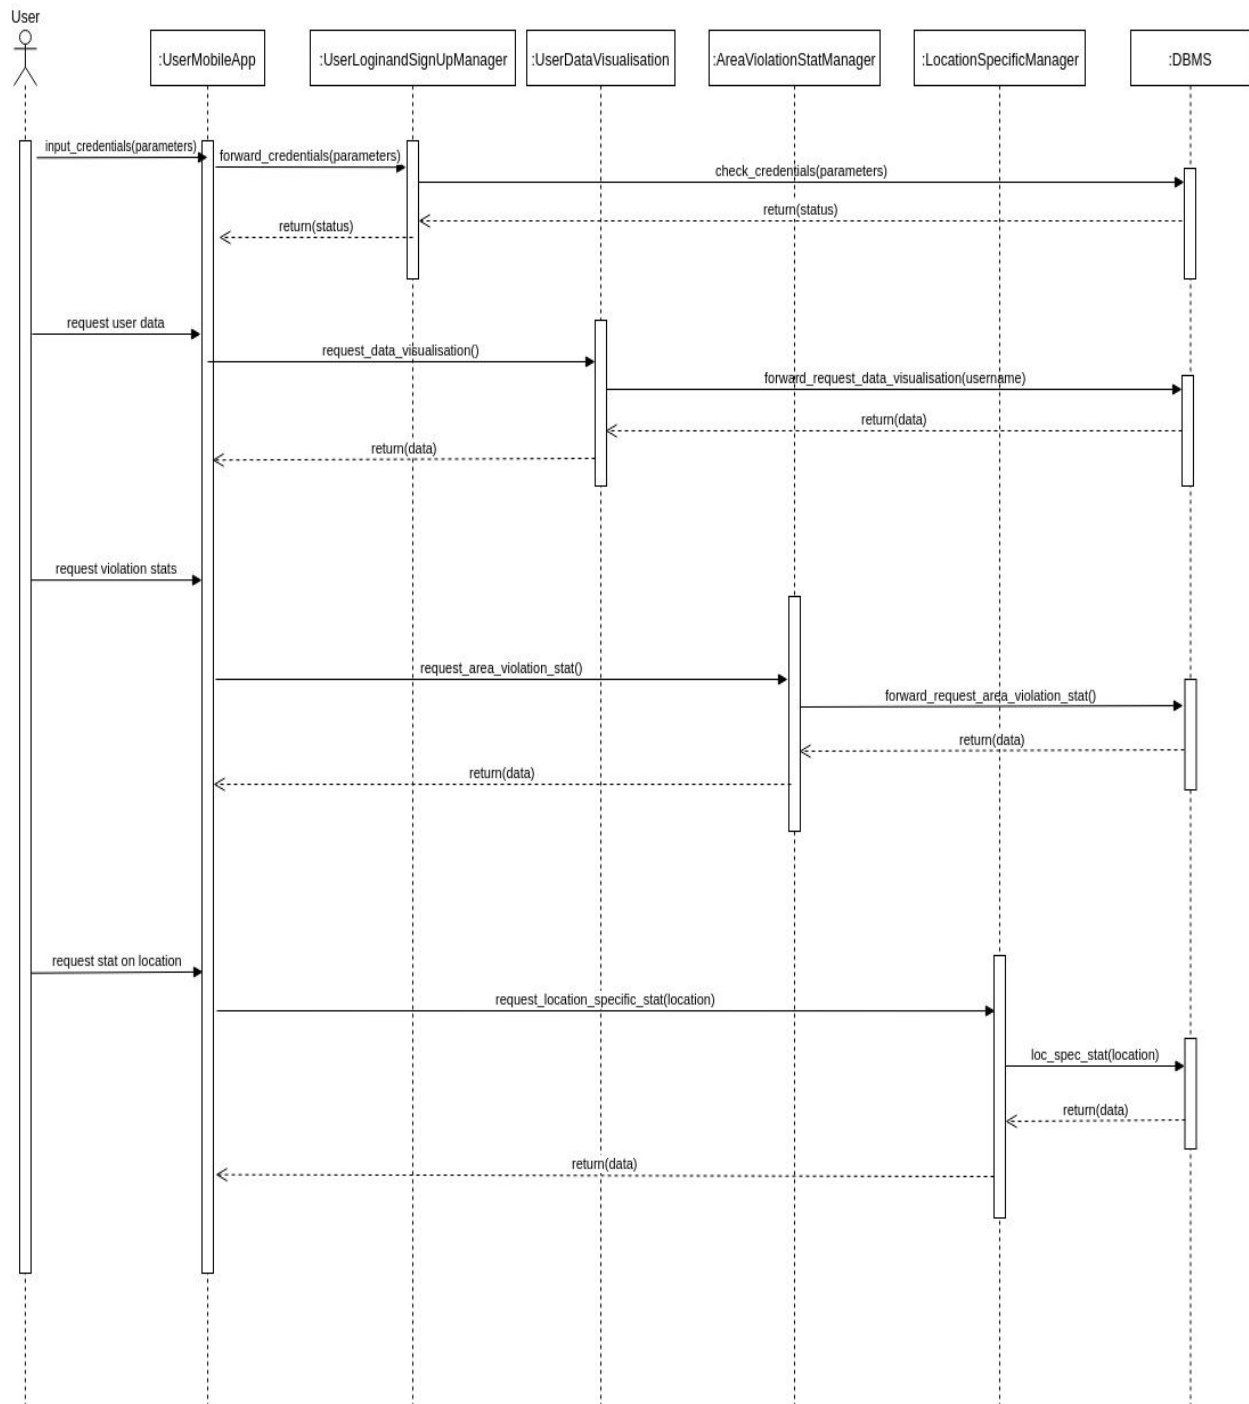 User
:UserMobileApp
:UserLoginandSignUpManager
:UserDataVisualisation
:AreaViolationStatManager
:LocationSpecificManager
:DBMS
input_credentials(parameters)
forward_credentials(parameters)
check_credentials(parameters)
return(status)
return(status)
request user data
request_data_visualisation()
forward_request_data_visualisation(username)
return(data)
return(data)
request violation stats
request_area_violation_stat()
forward_request_area_violation_stat()
return(data)
return(data)
request stat on location
request_location_specific_stat(location)
loc_spec_stat(location)
return(data)
return(data)